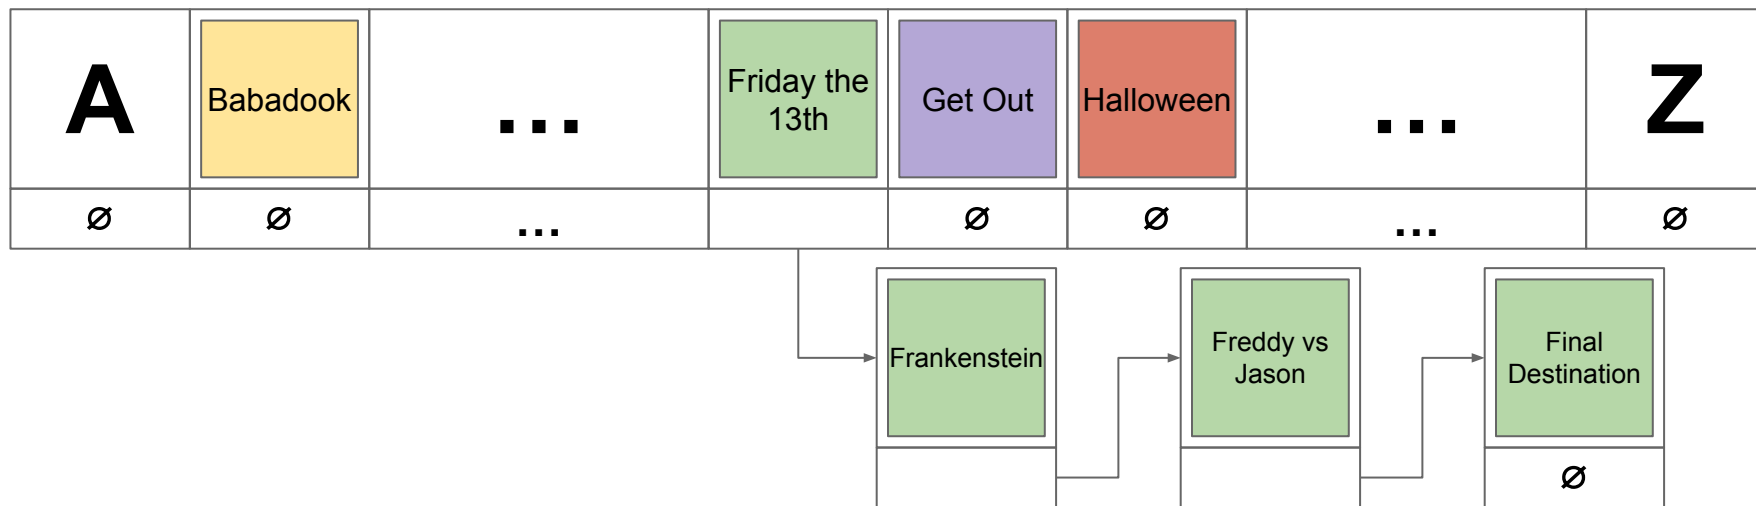 A
Babadook
...
Friday the
13th
Get Out
Halloween
...
Z
∅
∅
...
∅
∅
...
∅
Frankenstein
Freddy vs
Jason
Final
Destination
∅